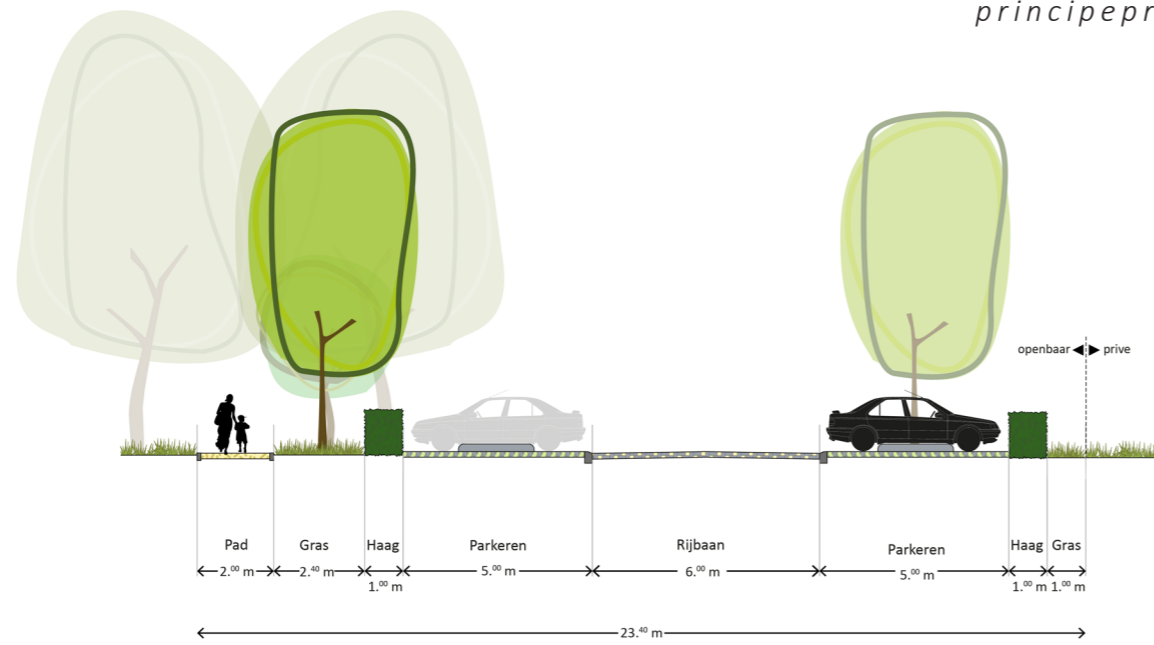 principepr
openbaar prive
Pad Gras Haag Parkeren Rijbaan Parkeren Haag Gras
2.⁰⁰ m 2.⁴⁰ m 5.⁰⁰ m 6.⁰⁰ m 5.⁰⁰ m
1.⁰⁰ m 1.⁰⁰ m 1.⁰⁰ m
23.⁴⁰ m